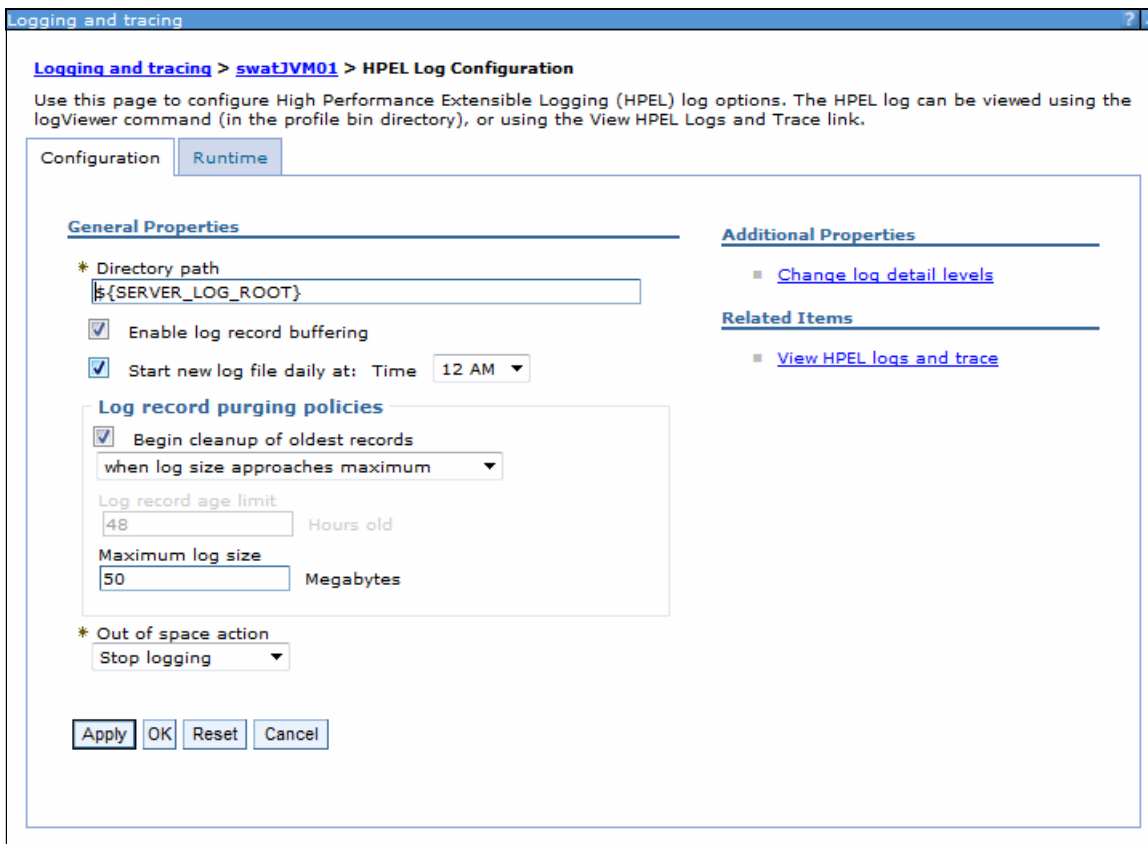 Logging and tracing ?
Logging and tracing > swatJVM01 > HPEL Log Configuration
Use this page to configure High Performance Extensible Logging (HPEL) log options. The HPEL log can be viewed using the
logViewer command (in the profile bin directory), or using the View HPEL Logs and Trace link.
Configuration Runtime
General Properties
* Directory path
${SERVER_LOG_ROOT}
Enable log record buffering
Start new log file daily at: Time 12 AM
Log record purging policies
Begin cleanup of oldest records
when log size approaches maximum
Log record age limit
48 Hours old
Maximum log size
50 Megabytes
* Out of space action
Stop logging
Apply OK Reset Cancel
Additional Properties
Change log detail levels
Related Items
View HPEL logs and trace